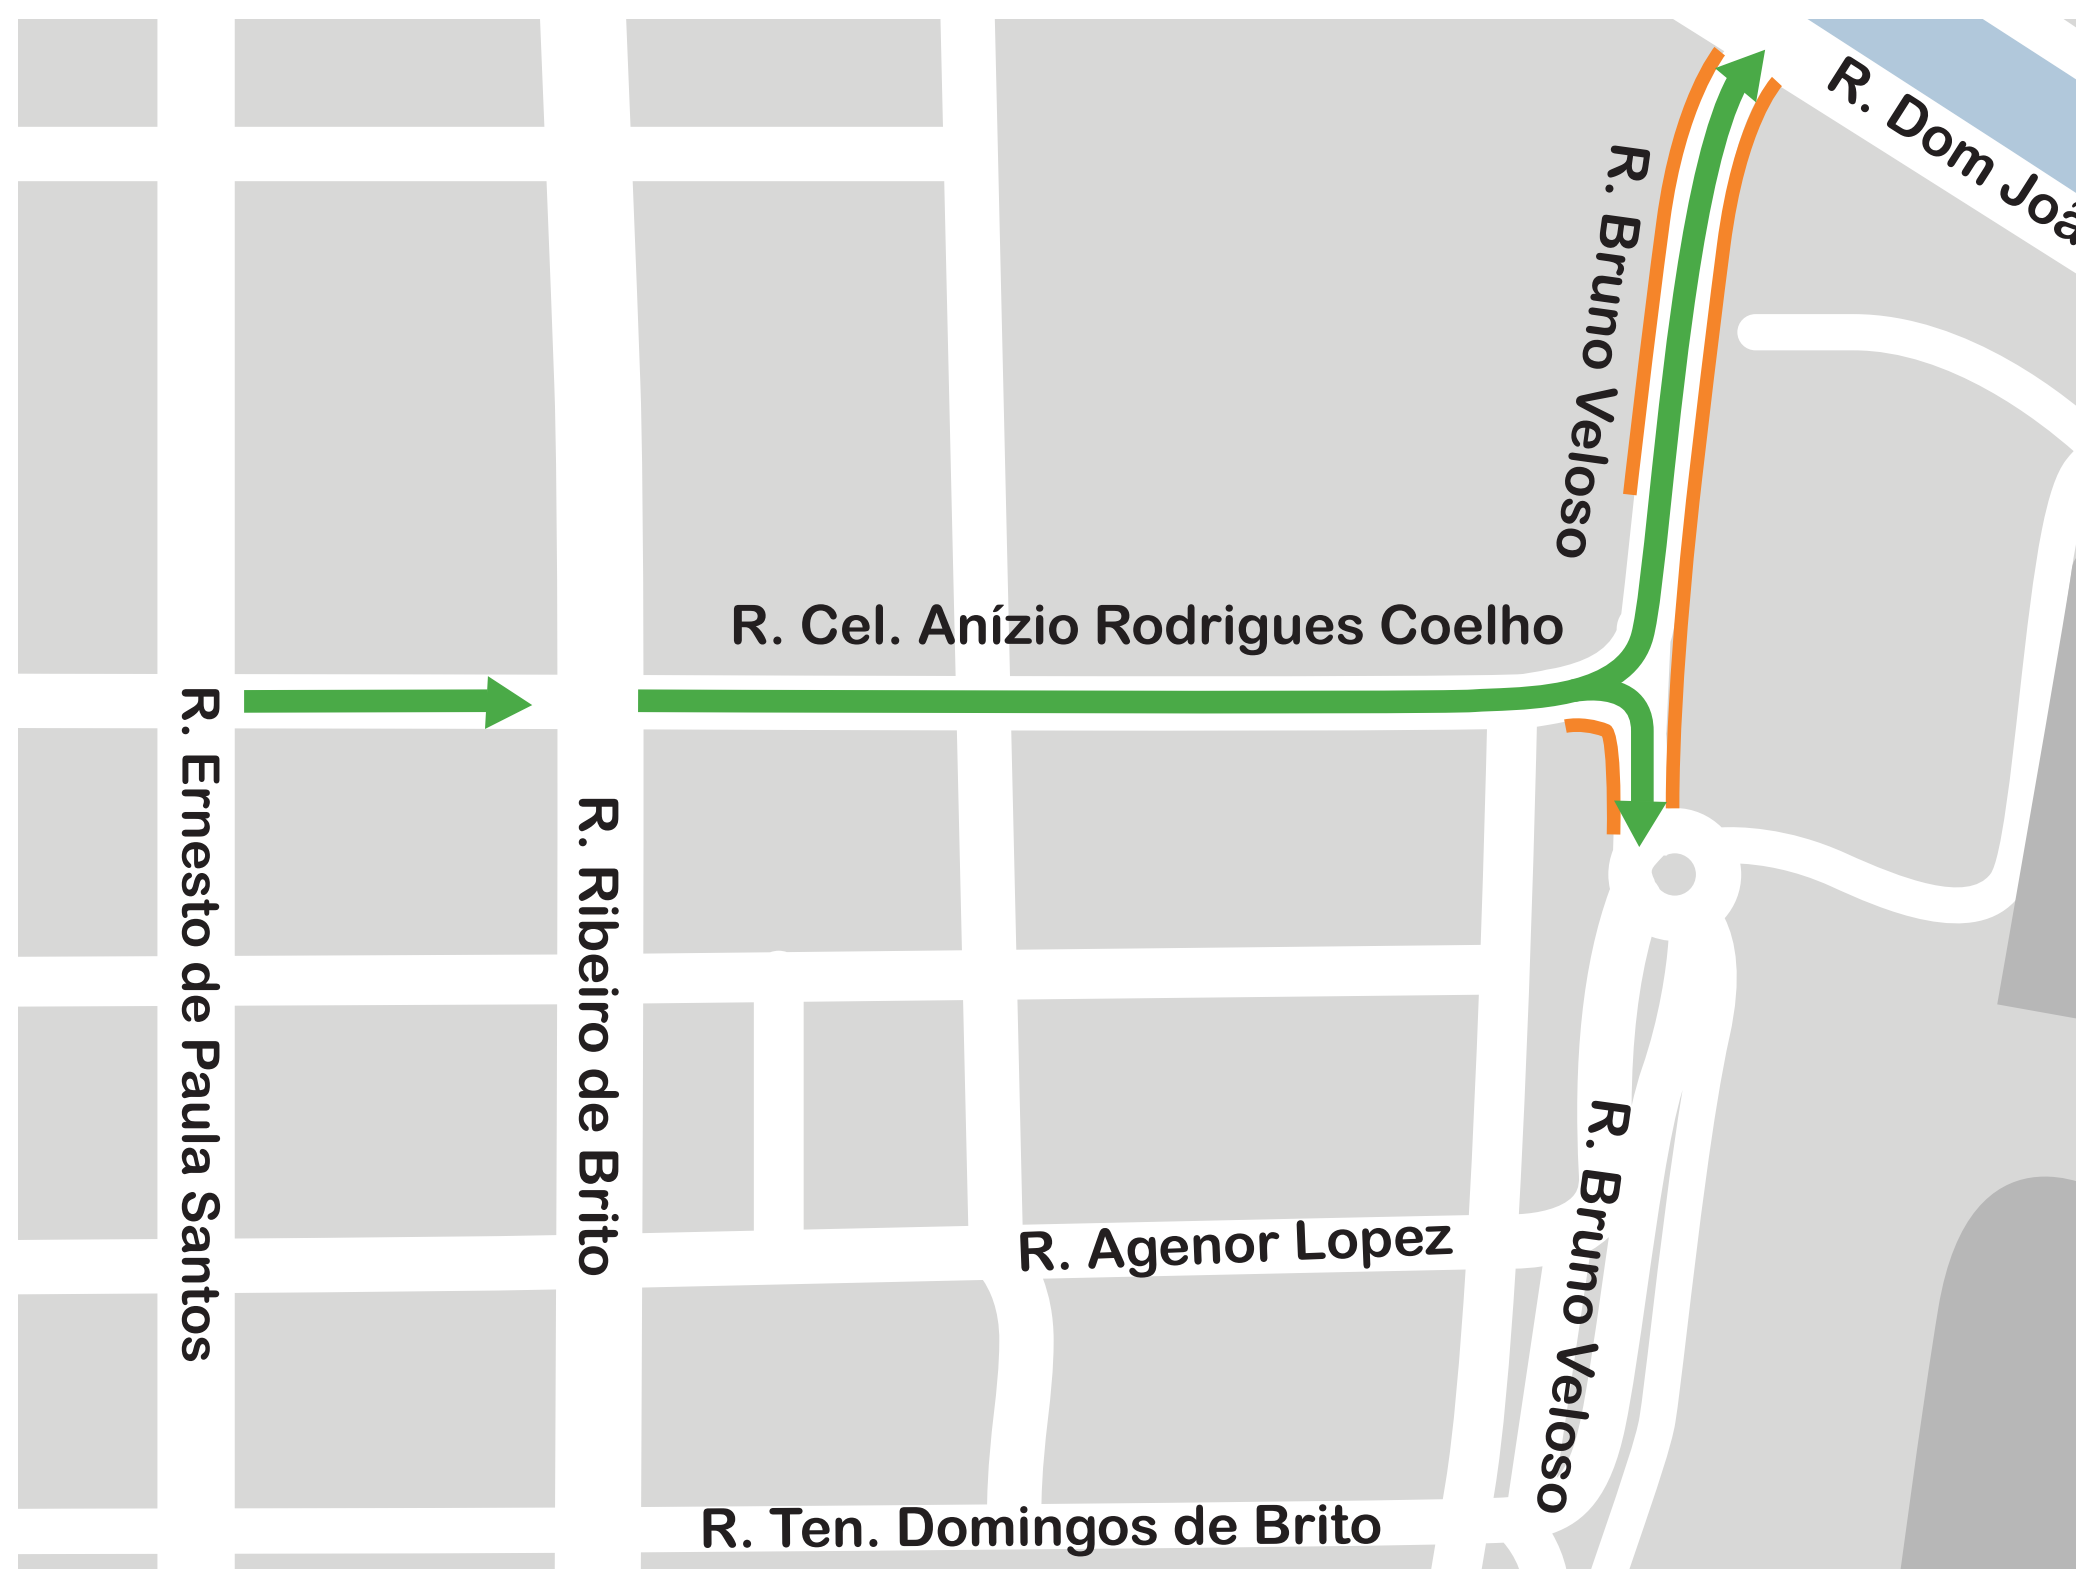 R. Dom Joã
R. Bruno Veloso
R. Cel. Anízio Rodrigues Coelho
R. Ernesto de Paula Santos
R. Ribeiro de Brito
R. Bruno Veloso
R. Agenor Lopez
R. Ten. Domingos de Brito